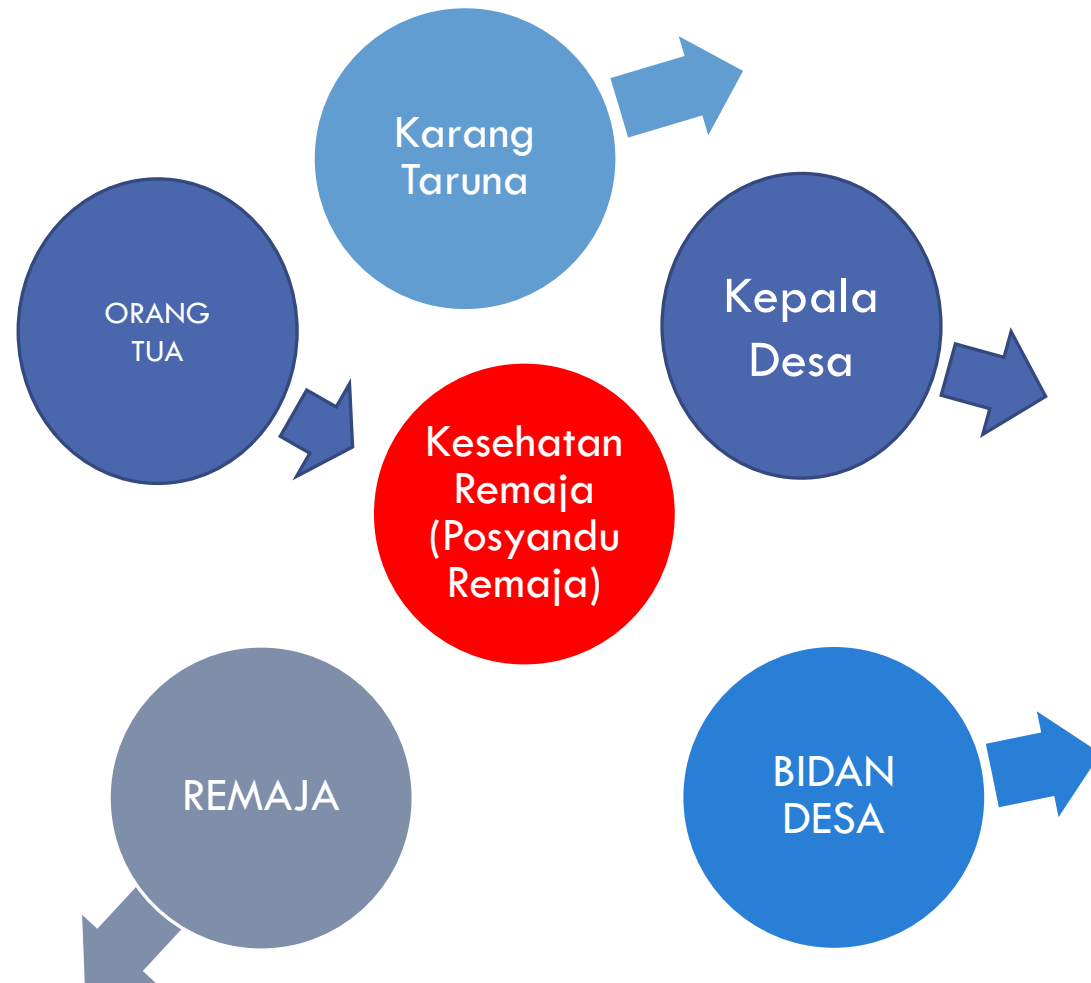 Karang
Taruna
ORANG
TUA
Kepala
Desa
Kesehatan
Remaja
(Posyandu
Remaja)
REMAJA
BIDAN
DESA